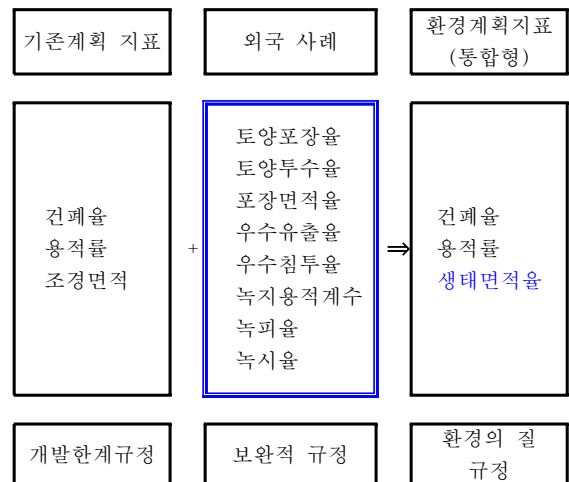 기존계획 지표
외국 사례
환경계획지표
(통합형)
건폐율
용적률
조경면적
+
토양포장율
토양투수율
포장면적율
우수유출율
우수침투율
녹지용적계수
녹피율
녹시율
⇒
건폐율
용적률
생태면적율
개발한계규정
보완적 규정
환경의 질
규정